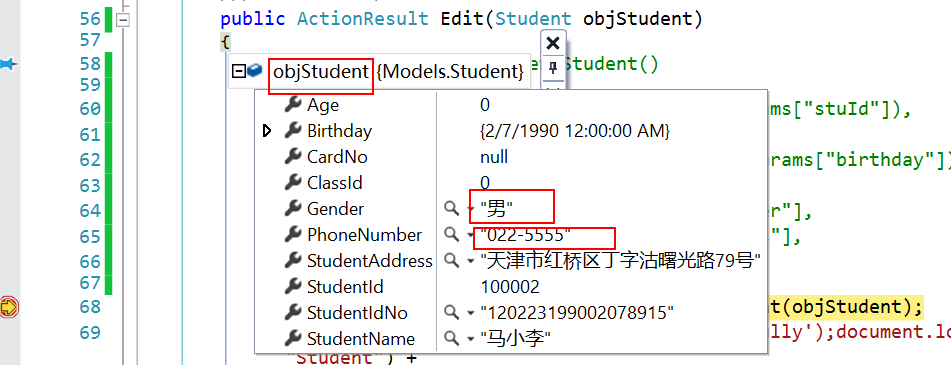 56 public ActionResult Edit(Student objStudent)
57 {
objStudent {Models.Student}
58 Student()
59
Age 0
60 ms["stuId"]),
Birthday {2/7/1990 12:00:00 AM}
61
CardNo null
62 rams["birthday"])
ClassId 0
63
Gender "男"
64 er"],
PhoneNumber "022-5555"
65 "],
StudentAddress "天津市红桥区丁字沽曙光路79号"
66
StudentId 100002
67
StudentIdNo "120223199002078915"
68 t(objStudent);
StudentName "马小李"
69 lly');document.lo
"Student") +